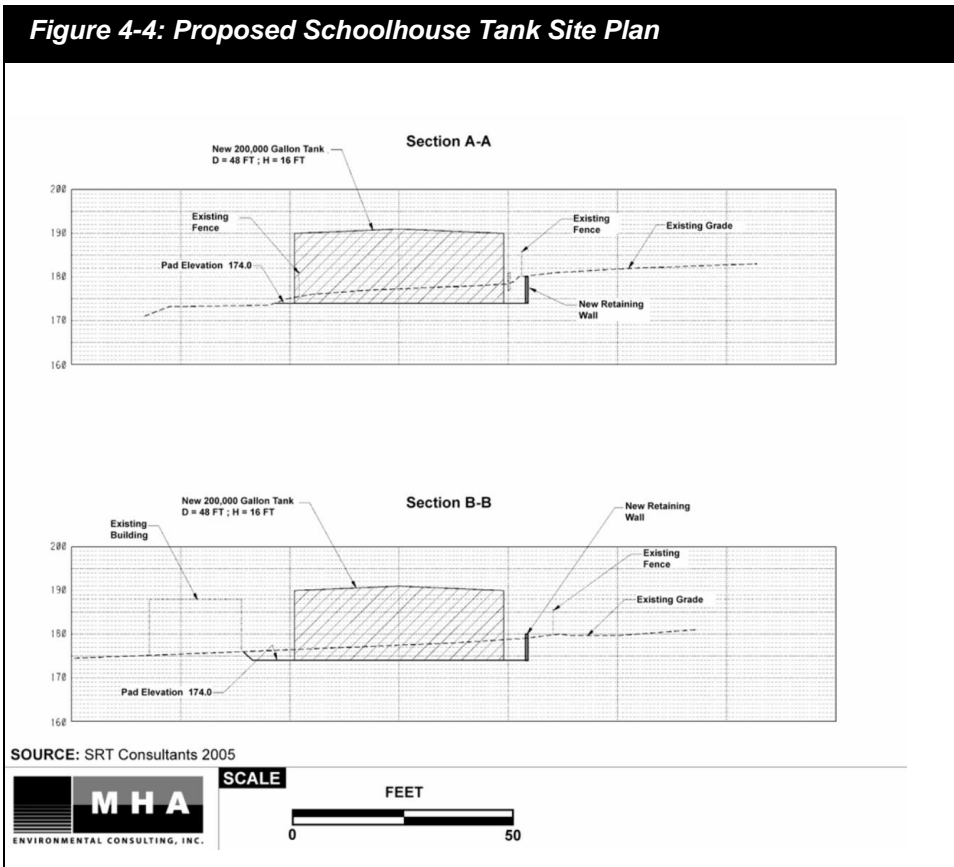 Figure 4-4: Proposed Schoolhouse Tank Site Plan
Section A-A
New 200,000 Gallon Tank
D = 48 FT ; H = 16 FT
200
Existing
Fence
Existing
Fence
Existing Grade
190
Pad Elevation 174.0
180
New Retaining
Wall
170
160
Section B-B
New 200,000 Gallon Tank
D = 48 FT ; H = 16 FT
New Retaining
Wall
Existing
Building
200
Existing
Fence
190
Existing Grade
180
170
Pad Elevation 174.0
160
SOURCE: SRT Consultants 2005
SCALE
FEET
0
50
MHA
ENVIRONMENTAL CONSULTING, INC.